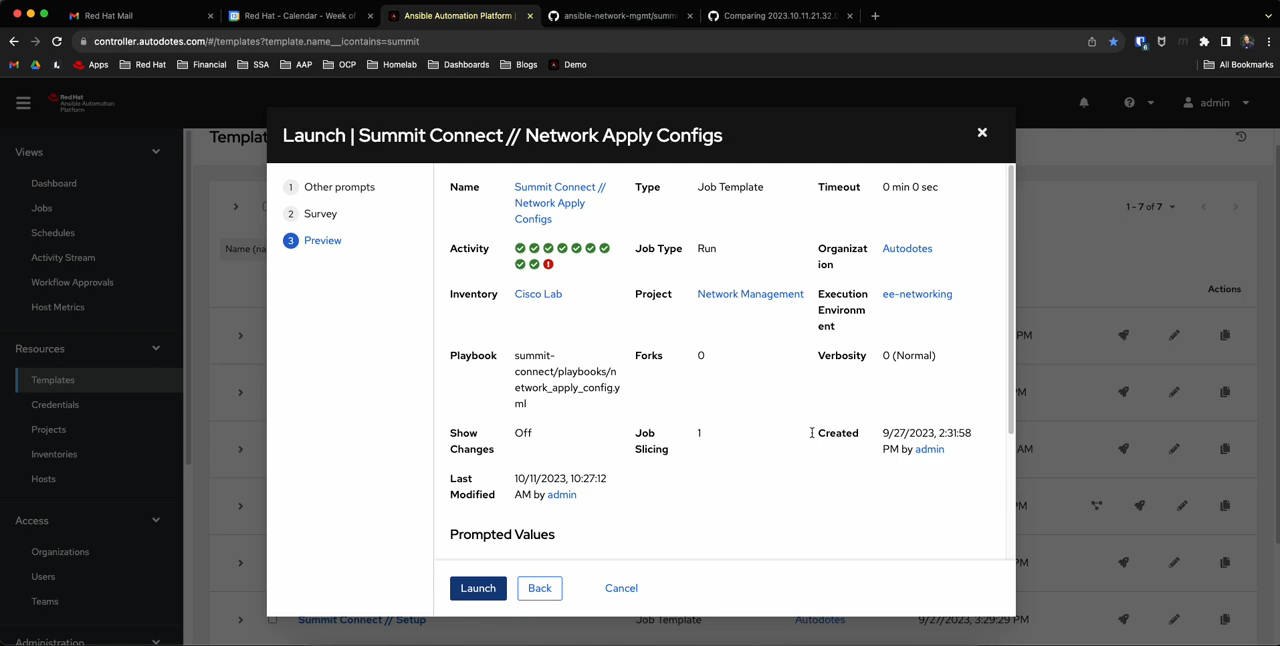 Red Hat Mail
Red Hat - Calendar - Week of
Ansible Automation Platform |
ansible-network-mgmt/summ
Comparing 2023.10.11.21.32.0
controller.autodotes.com/#/templates?template.name__icontains=summit
Apps Red Hat Financial SSA AAP OCP Homelab Dashboards Blogs Demo All Bookmarks
Red Hat
Ansible Automation
Platform
admin
Views
Dashboard
Jobs
Schedules
Activity Stream
Workflow Approvals
Host Metrics
Resources
Templates
Credentials
Projects
Inventories
Hosts
Access
Organizations
Users
Teams
Administration
Templat
1 - 7 of 7
Name (na
Actions
PM
PM
AM
PM
PM
Summit Connect // Setup Job Template Autodotes 9/27/2023, 3:29:29 PM
Launch | Summit Connect // Network Apply Configs
1 Other prompts
2 Survey
3 Preview
Name
Summit Connect //
Network Apply
Configs
Type
Job Template
Timeout
0 min 0 sec
Activity
Job Type
Run
Organizat
ion
Autodotes
Inventory
Cisco Lab
Project
Network Management
Execution
Environm
ent
ee-networking
Playbook
summit-
connect/playbooks/n
etwork_apply_config.y
ml
Forks
0
Verbosity
0 (Normal)
Show
Changes
Off
Job
Slicing
1
Created
9/27/2023, 2:31:58
PM by admin
Last
Modified
10/11/2023, 10:27:12
AM by admin
Prompted Values
Launch
Back
Cancel